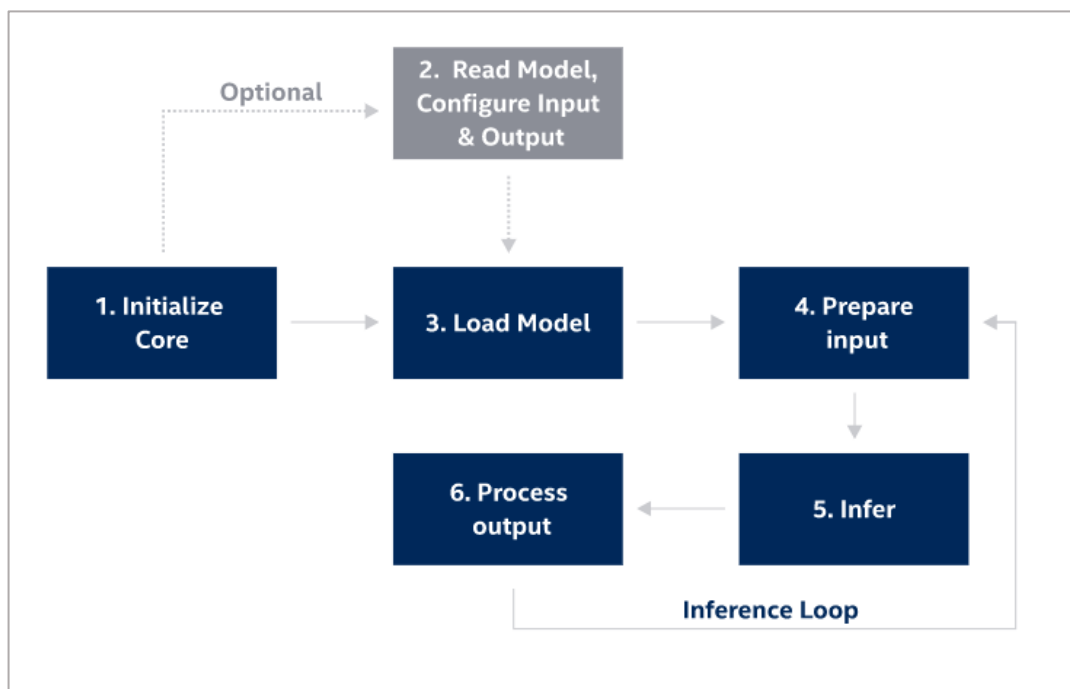 Optional
2. Read Model,
Configure Input
& Output
1. Initialize
Core
3. Load Model
4. Prepare
input
6. Process
output
5. Infer
Inference Loop